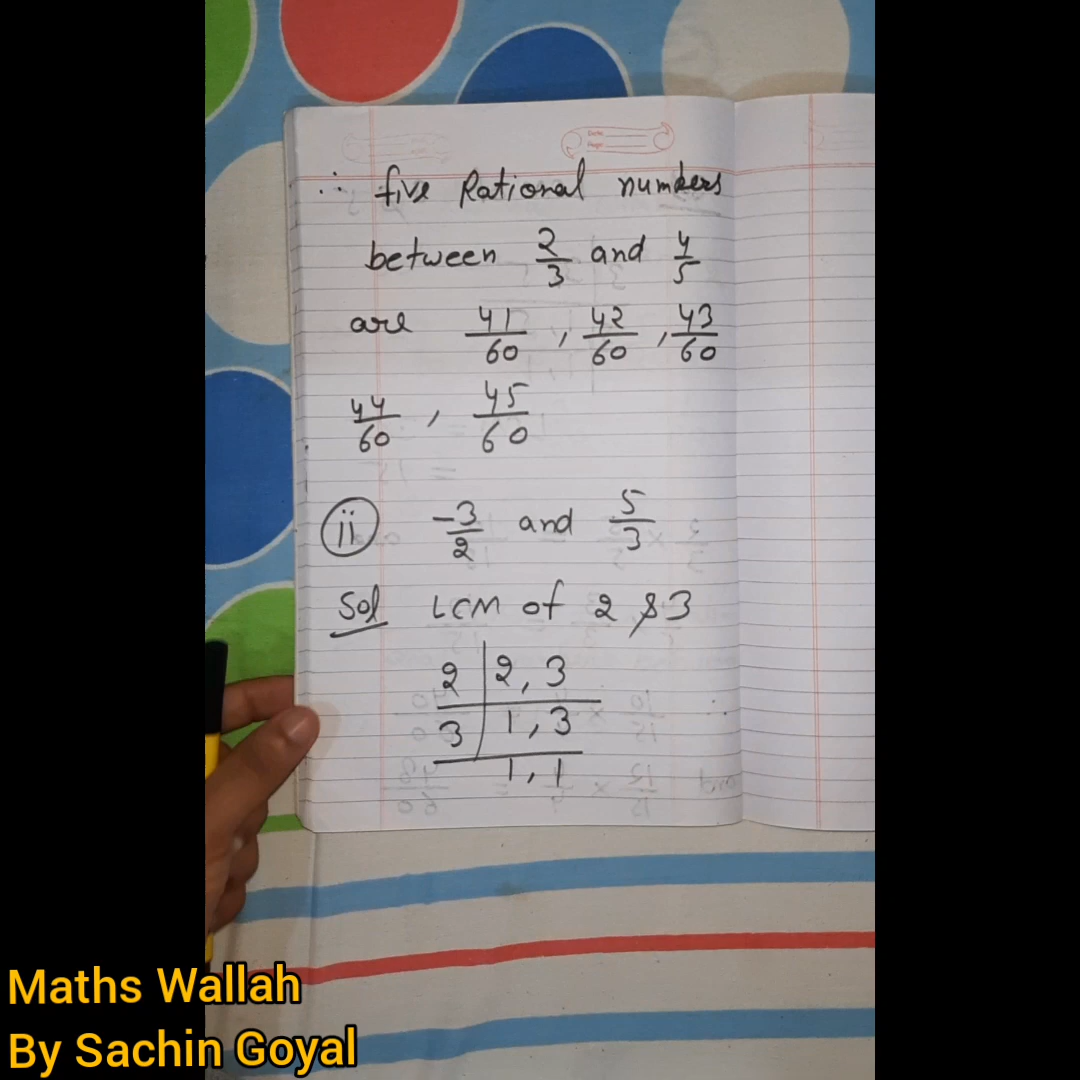 ∴ five Rational numbers
between 2/3 and 4/5
are 41/60 , 42/60 , 43/60
44/60 , 45/60
(ii) -3/2 and 5/3
Sol LCM of 2 & 3
2 | 2, 3
3 | 1, 3
1, 1
Maths Wallah
By Sachin Goyal